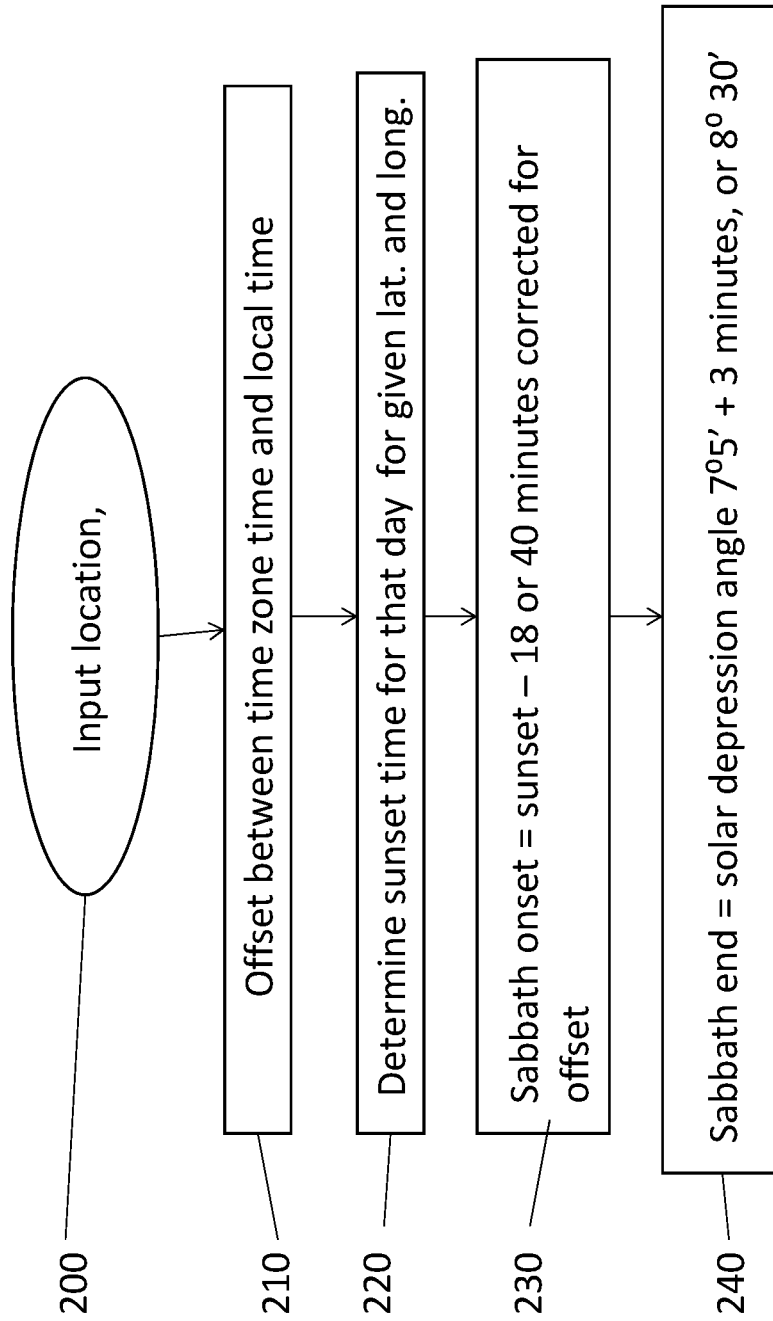 200
Input location,
210
Offset between time zone time and local time
220
Determine sunset time for that day for given lat. and long.
230
Sabbath onset = sunset – 18 or 40 minutes corrected for
offset
240
Sabbath end = solar depression angle 7⁰5’ + 3 minutes, or 8⁰ 30’